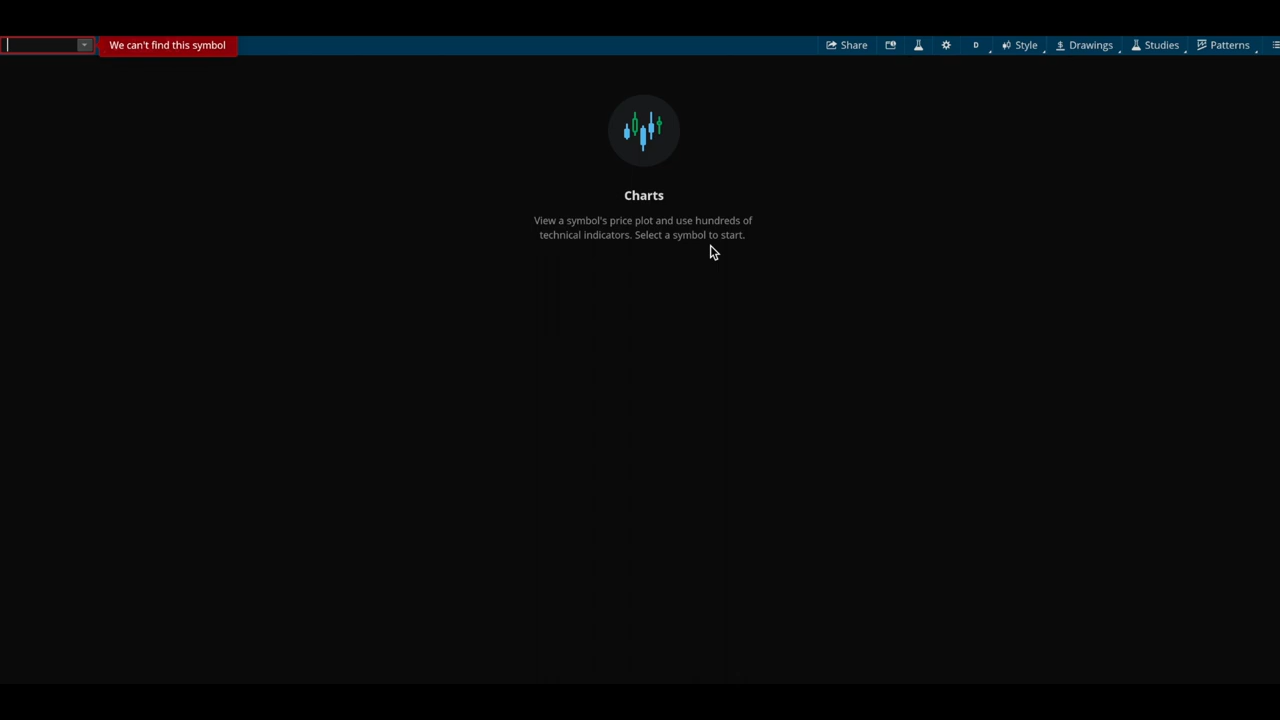 We can't find this symbol
Share
D
Style
Drawings
Studies
Patterns
Charts
View a symbol's price plot and use hundreds of
technical indicators. Select a symbol to start.